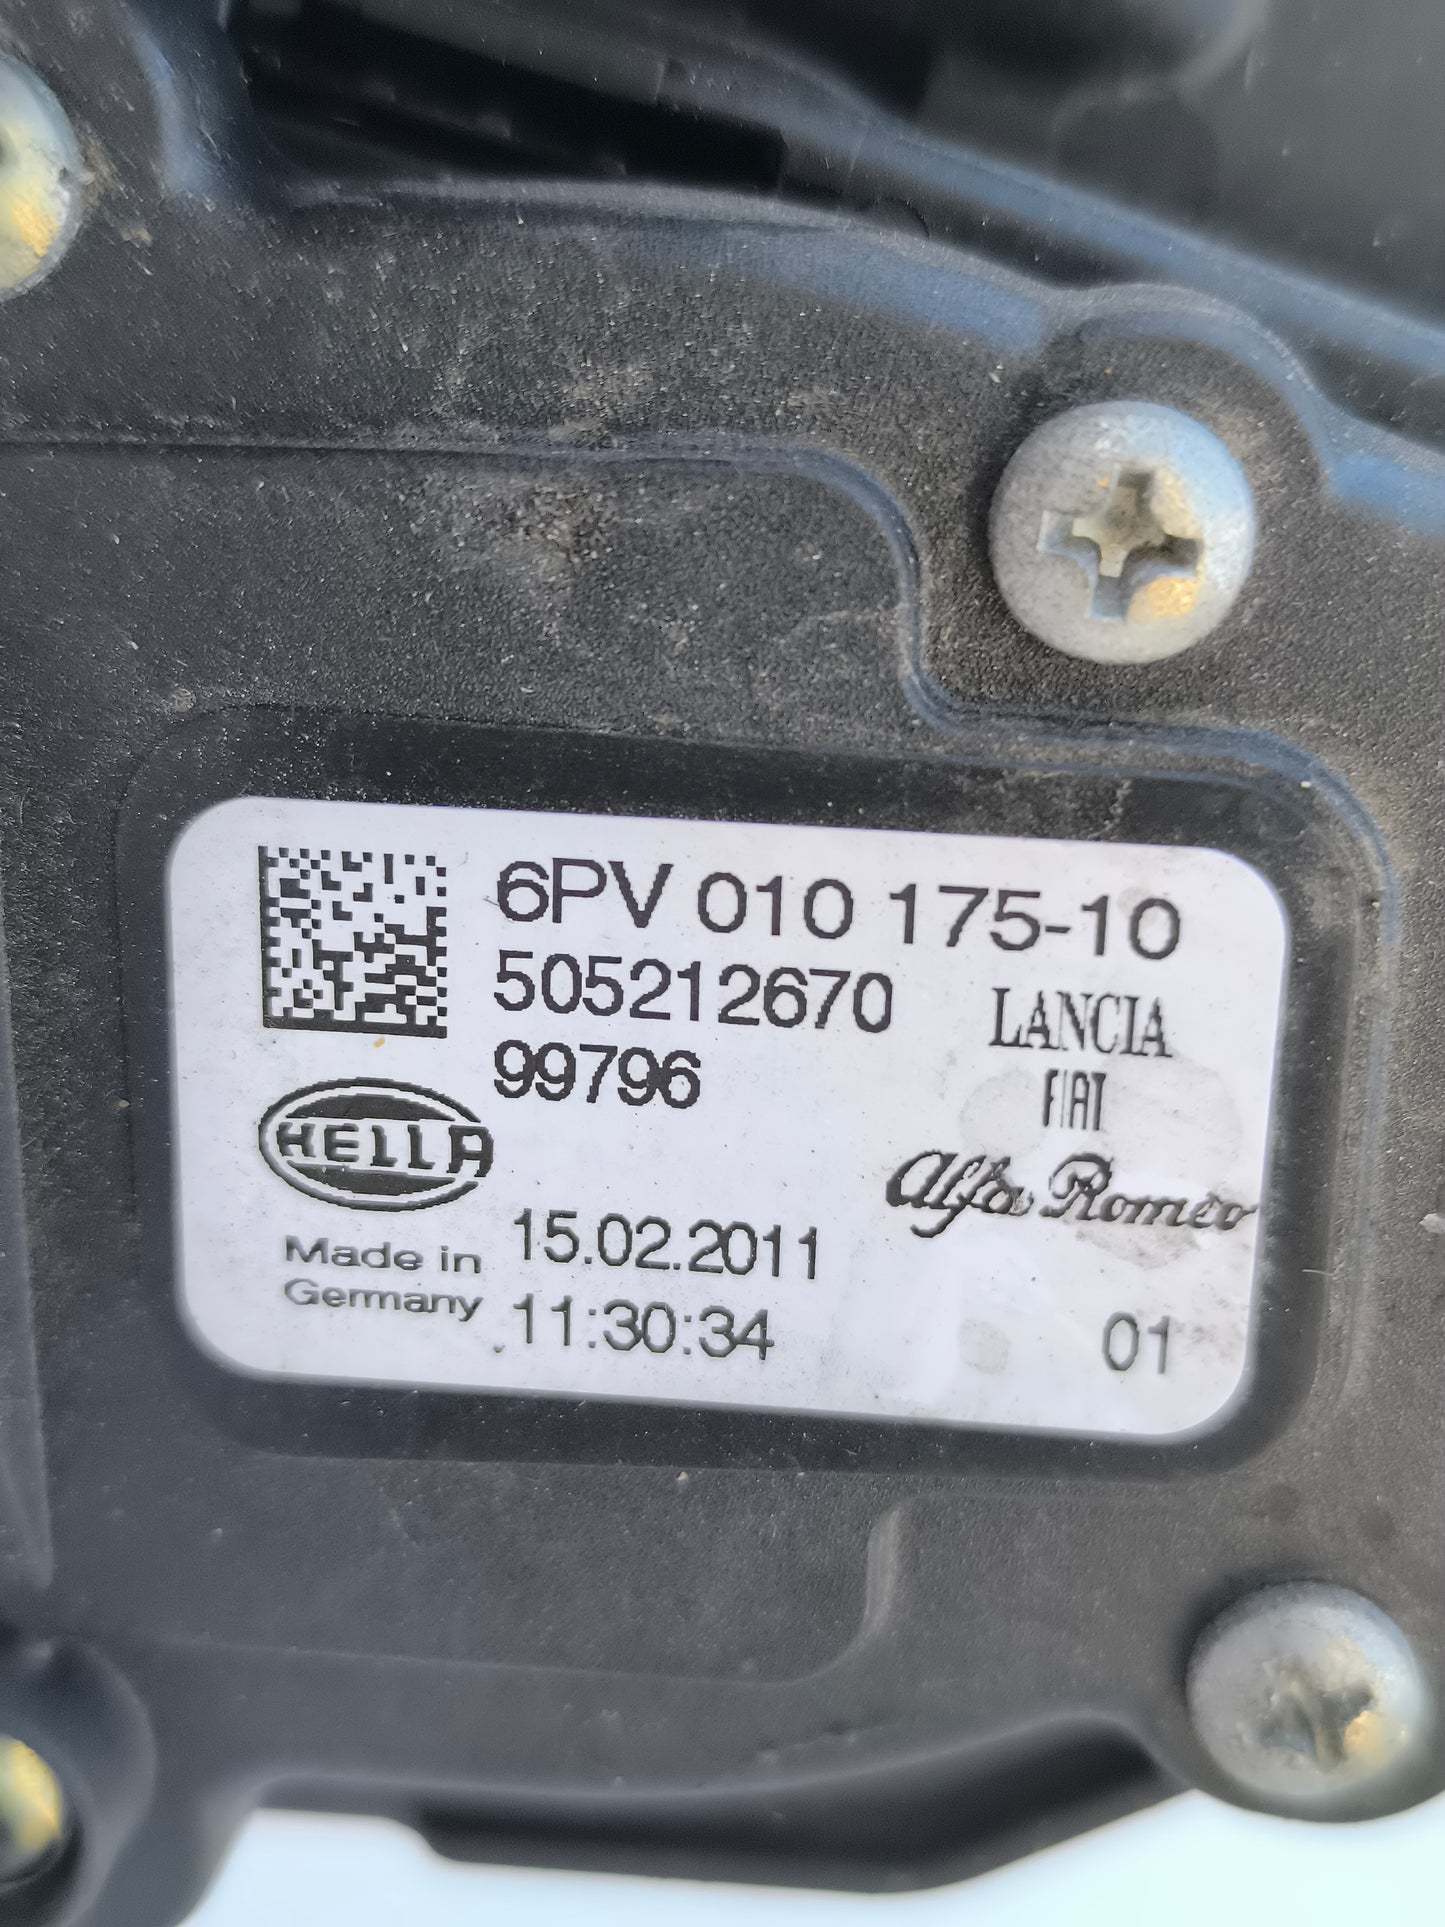 6PV 010 175-10
505212670
99796
LANCIA
FIAT
Alfa Romeo
HELLA
Made in
Germany
15.02.2011
11:30:34
01